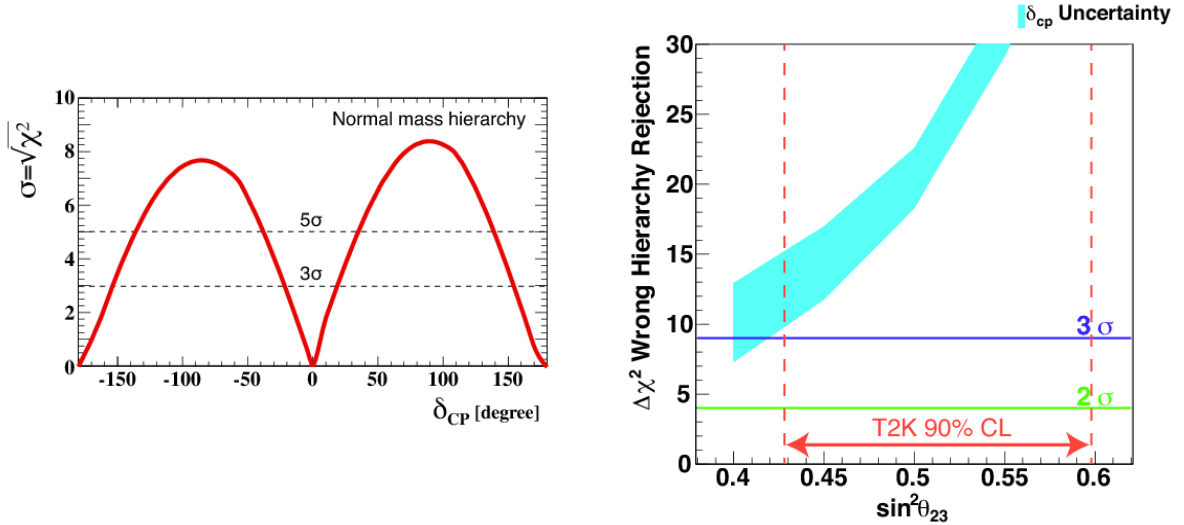 Normal mass hierarchy
σ=√χ²
10
8
6
4
2
0
5σ
3σ
-150 -100 -50 0 50 100 150
δCP [degree]
δcp Uncertainty
Δχ² Wrong Hierarchy Rejection
30
25
20
15
10
5
0
3 σ
2 σ
T2K 90% CL
0.4 0.45 0.5 0.55 0.6
sin²θ23